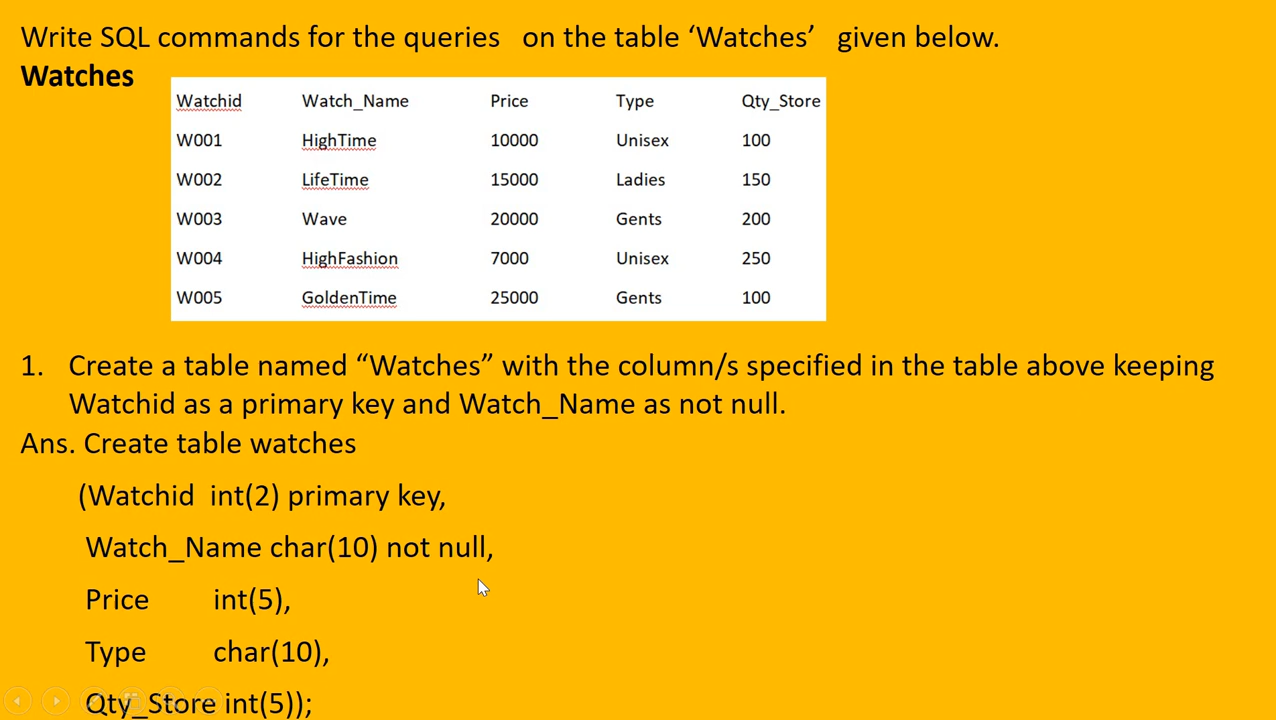 Write SQL commands for the queries on the table ‘Watches’ given below.
Watches
Watchid Watch_Name Price Type Qty_Store
W001 HighTime 10000 Unisex 100
W002 LifeTime 15000 Ladies 150
W003 Wave 20000 Gents 200
W004 HighFashion 7000 Unisex 250
W005 GoldenTime 25000 Gents 100
1. Create a table named “Watches” with the column/s specified in the table above keeping
Watchid as a primary key and Watch_Name as not null.
Ans. Create table watches
(Watchid int(2) primary key,
Watch_Name char(10) not null,
Price int(5),
Type char(10),
Qty_Store int(5));